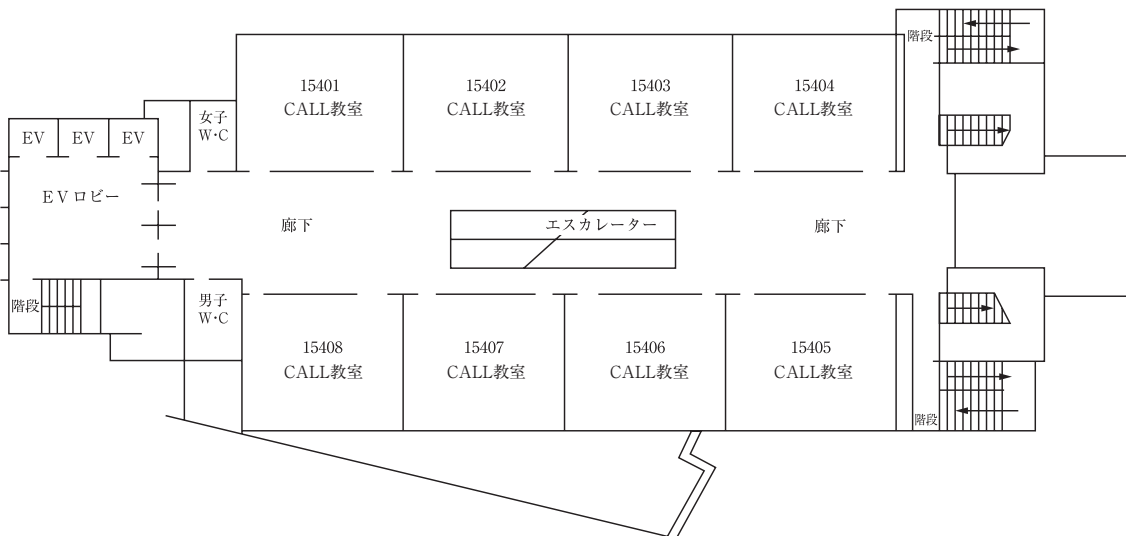 階段
15401
CALL教室
15402
CALL教室
15403
CALL教室
15404
CALL教室
女子
W·C
EV
EV
EV
EVロビー
廊下
エスカレーター
廊下
階段
男子
W·C
15408
CALL教室
15407
CALL教室
15406
CALL教室
15405
CALL教室
階段